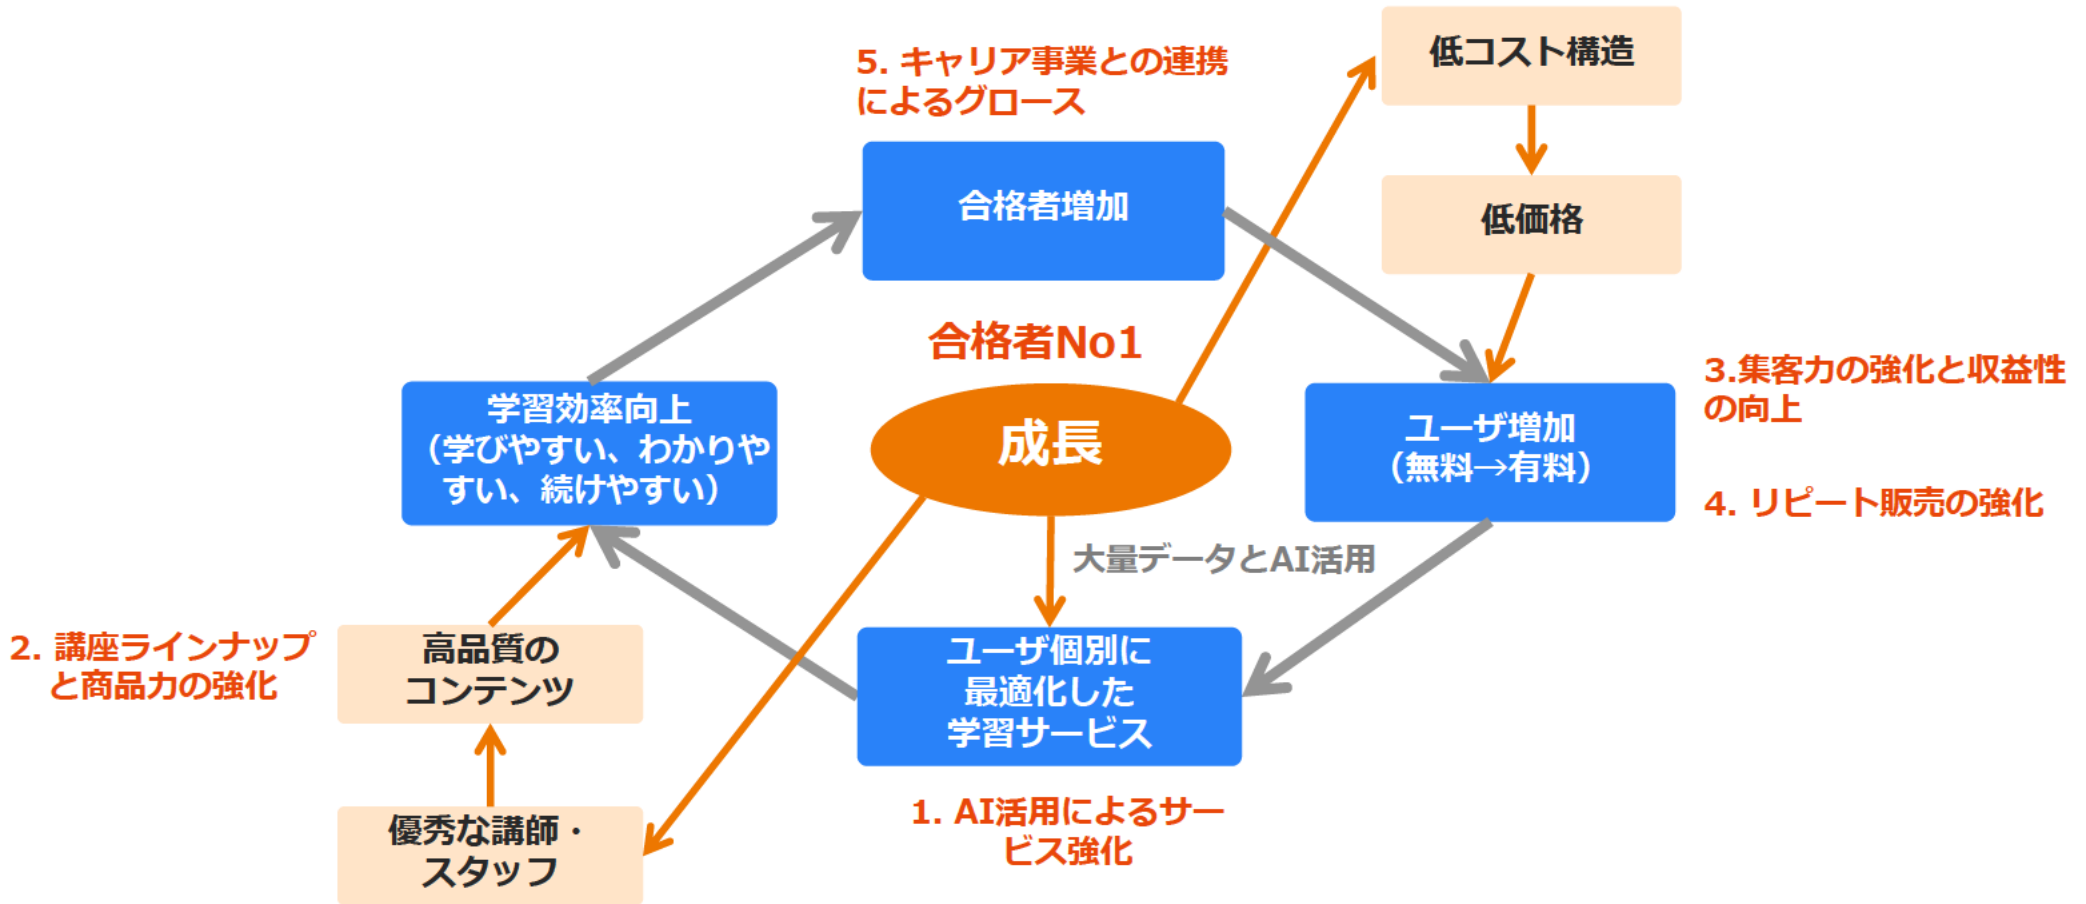 低コスト構造
5. キャリア事業との連携
によるグロース
合格者増加
低価格
合格者No1
3.集客力の強化と収益性
の向上
学習効率向上
（学びやすい、わかりや
すい、続けやすい）
成長
ユーザ増加
（無料→有料）
4. リピート販売の強化
大量データとAI活用
2. 講座ラインナップ
と商品力の強化
高品質の
コンテンツ
ユーザ個別に
最適化した
学習サービス
1. AI活用によるサー
ビス強化
優秀な講師・
スタッフ